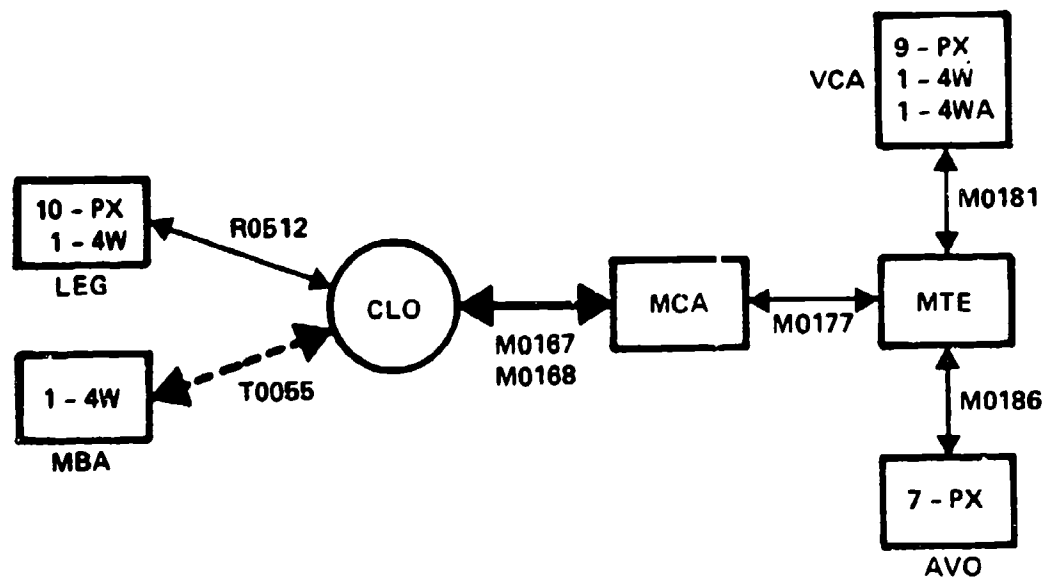 9 - PX
VCA
1 - 4W
1 - 4WA
M0181
10 - PX
1 - 4W
LEG
R0512
CLO
M0167
M0168
MCA
M0177
MTE
T0055
1 - 4W
MBA
M0186
7 - PX
AVO